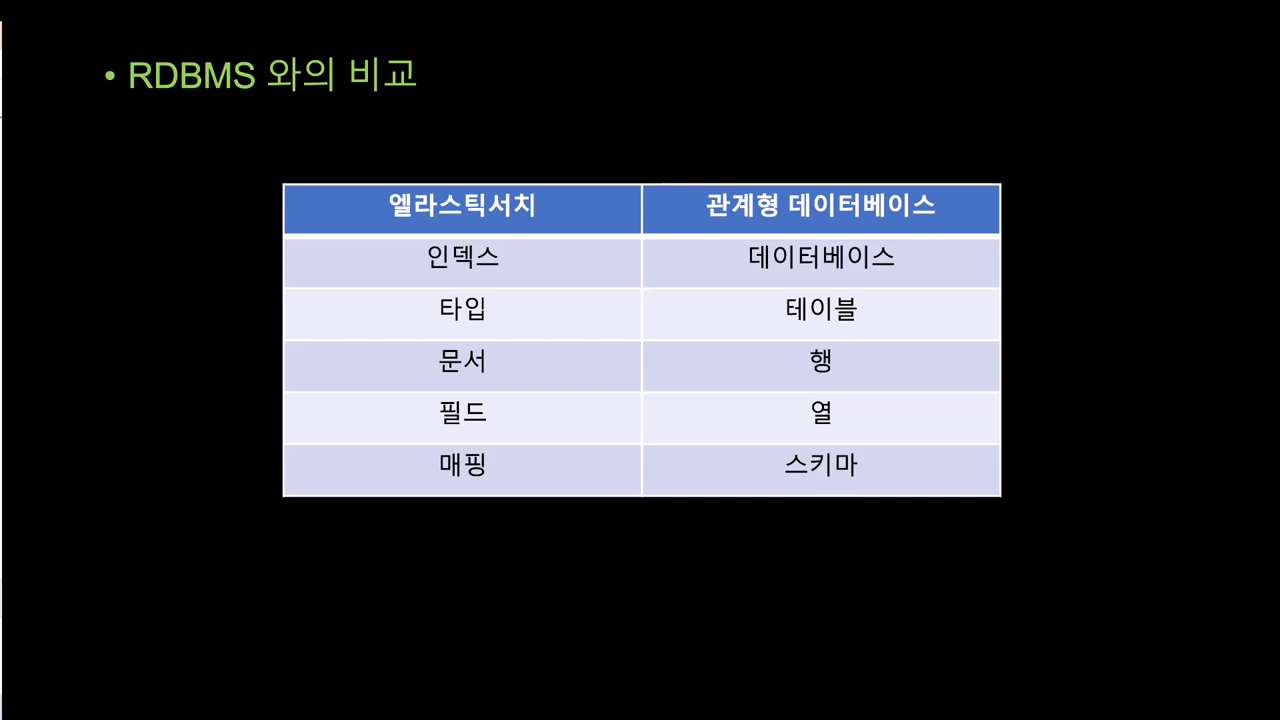 • RDBMS 와의 비교
엘라스틱서치 관계형 데이터베이스
인덱스 데이터베이스
타입 테이블
문서 행
필드 열
매핑 스키마